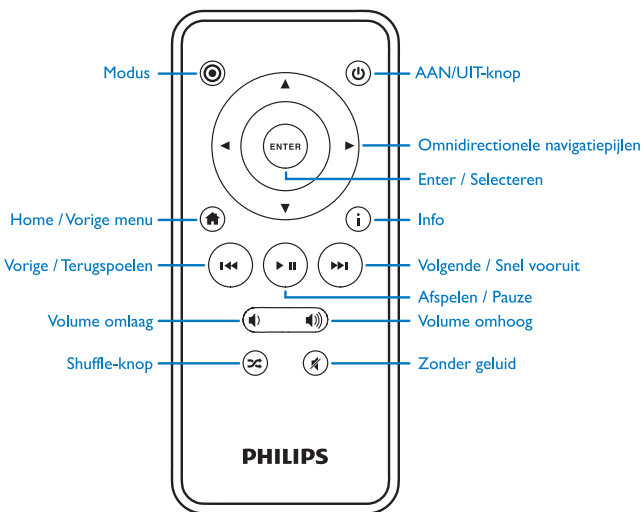 Modus
AAN/UIT-knop
ENTER
Omnidirectionele navigatiepijlen
Enter / Selecteren
Home / Vorige menu
i
Info
Vorige / Terugspoelen
Volgende / Snel vooruit
Afspelen / Pauze
Volume omlaag
Volume omhoog
Shuffle-knop
Zonder geluid
PHILIPS